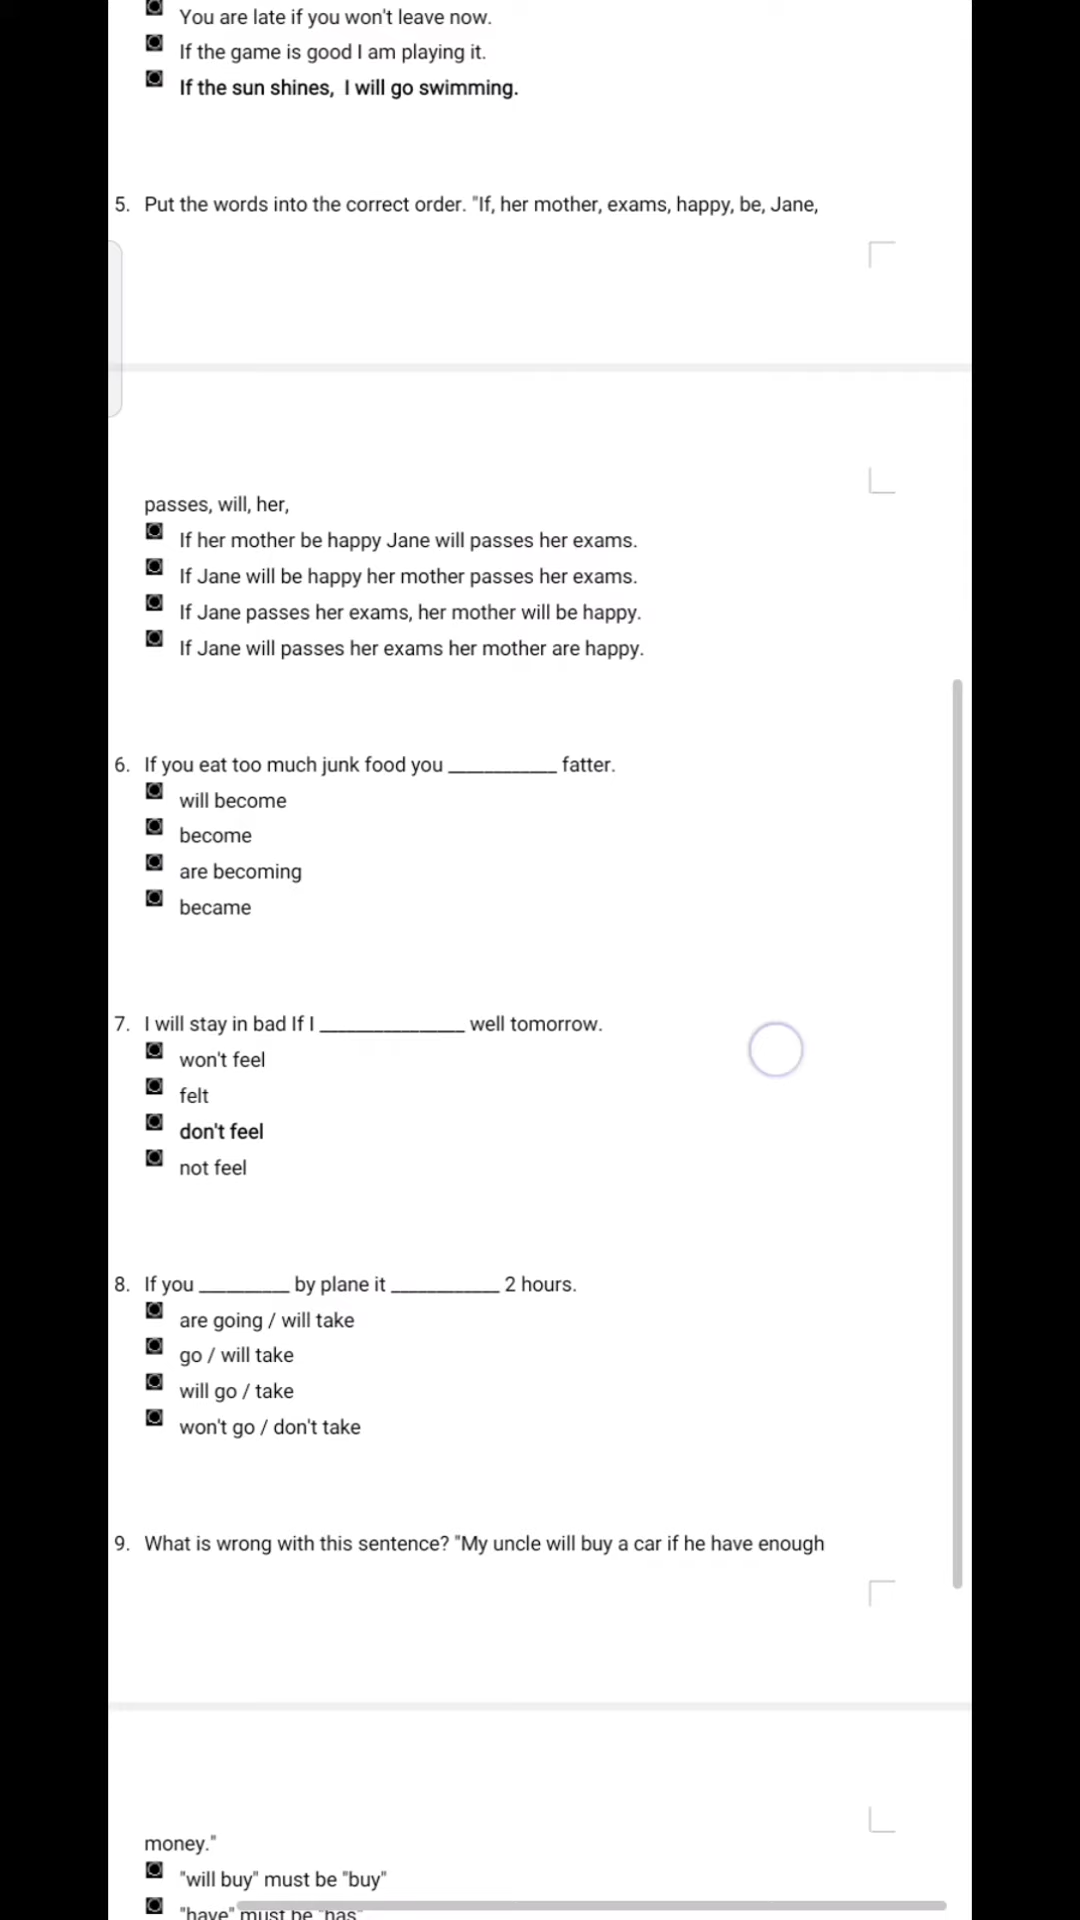 You are late if you won't leave now.
If the game is good I am playing it.
If the sun shines, I will go swimming.
5. Put the words into the correct order. "If, her mother, exams, happy, be, Jane,
passes, will, her,
If her mother be happy Jane will passes her exams.
If Jane will be happy her mother passes her exams.
If Jane passes her exams, her mother will be happy.
If Jane will passes her exams her mother are happy.
6. If you eat too much junk food you __________ fatter.
will become
become
are becoming
became
7. I will stay in bad If I _____________ well tomorrow.
won't feel
felt
don't feel
not feel
8. If you ________ by plane it __________ 2 hours.
are going / will take
go / will take
will go / take
won't go / don't take
9. What is wrong with this sentence? "My uncle will buy a car if he have enough
money."
"will buy" must be "buy"
"have" must be "has"